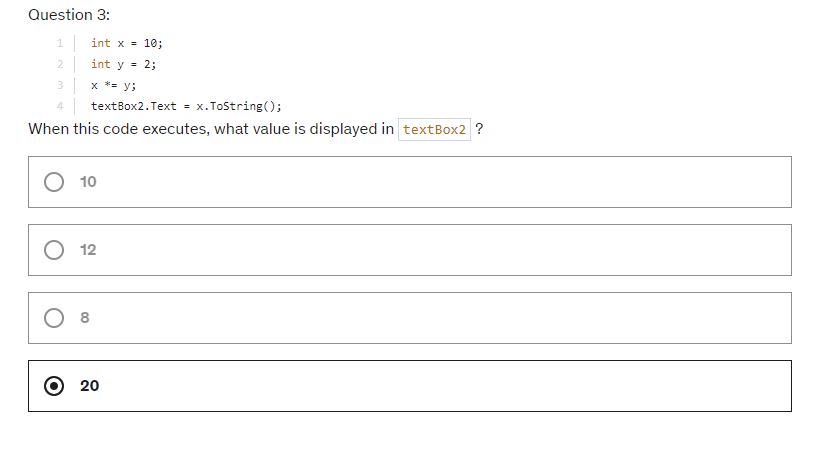 Question 3:
1 int x = 10;
2 int y = 2;
3 x *= y;
4 textBox2.Text = x.ToString();
When this code executes, what value is displayed in textBox2 ?
10
12
8
20